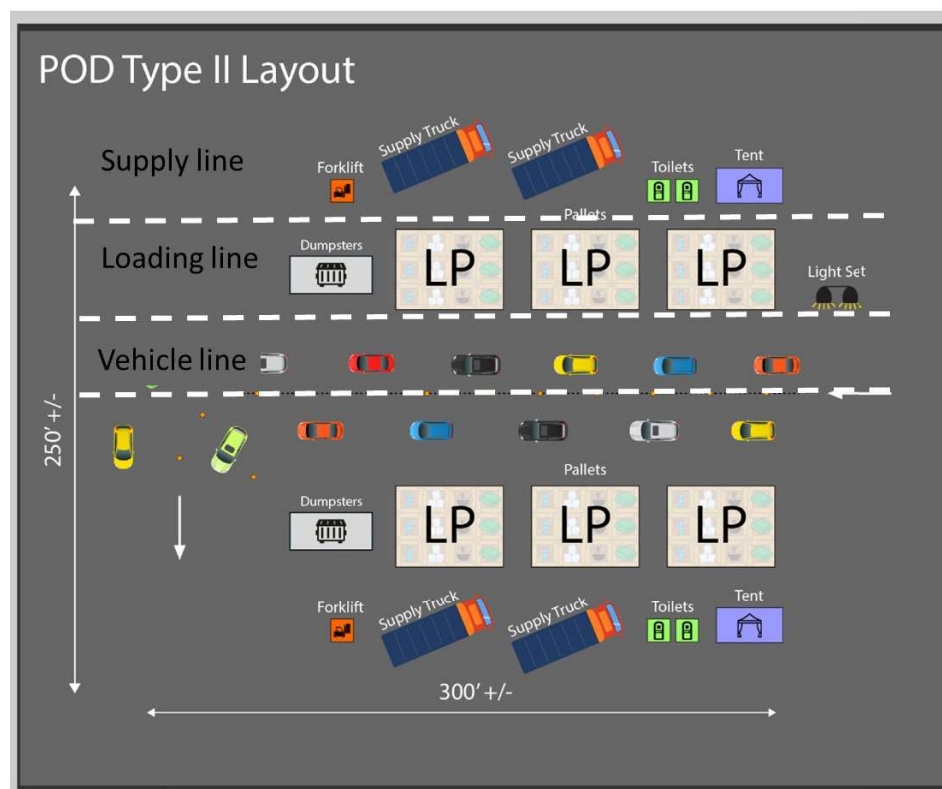 POD Type II Layout
Supply line
Forklift
Supply Truck
Supply Truck
Toilets
Tent
Pallets
Loading line
Dumpsters
LP
LP
LP
Light Set
Vehicle line
250' +/-
Pallets
Dumpsters
LP
LP
LP
Forklift
Supply Truck
Supply Truck
Toilets
Tent
300' +/-